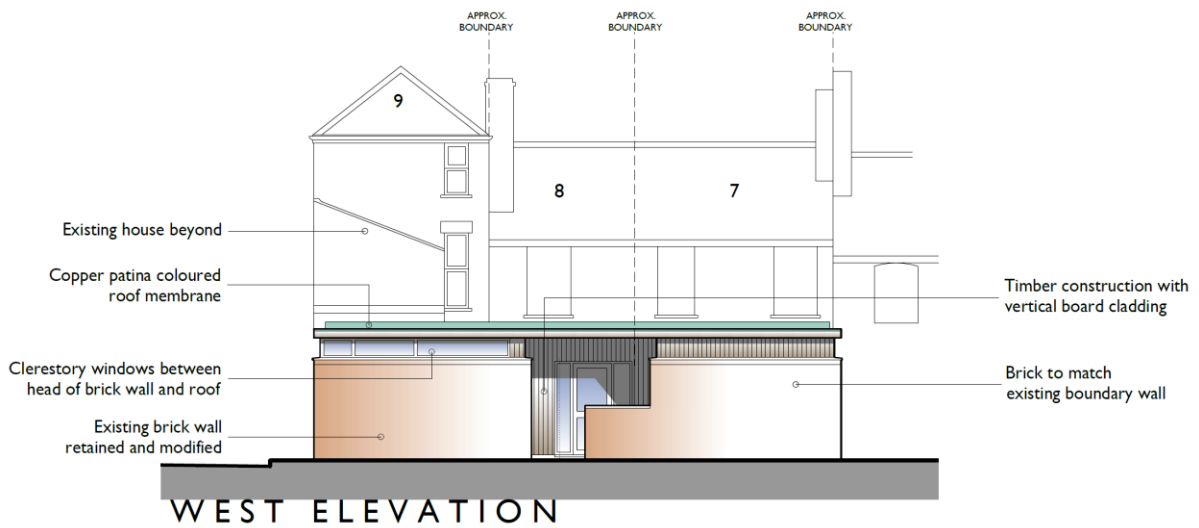 APPROX.
BOUNDARY
APPROX.
BOUNDARY
APPROX.
BOUNDARY
9
8
7
Existing house beyond
Copper patina coloured
roof membrane
Clerestory windows between
head of brick wall and roof
Existing brick wall
retained and modified
Timber construction with
vertical board cladding
Brick to match
existing boundary wall
WEST ELEVATION